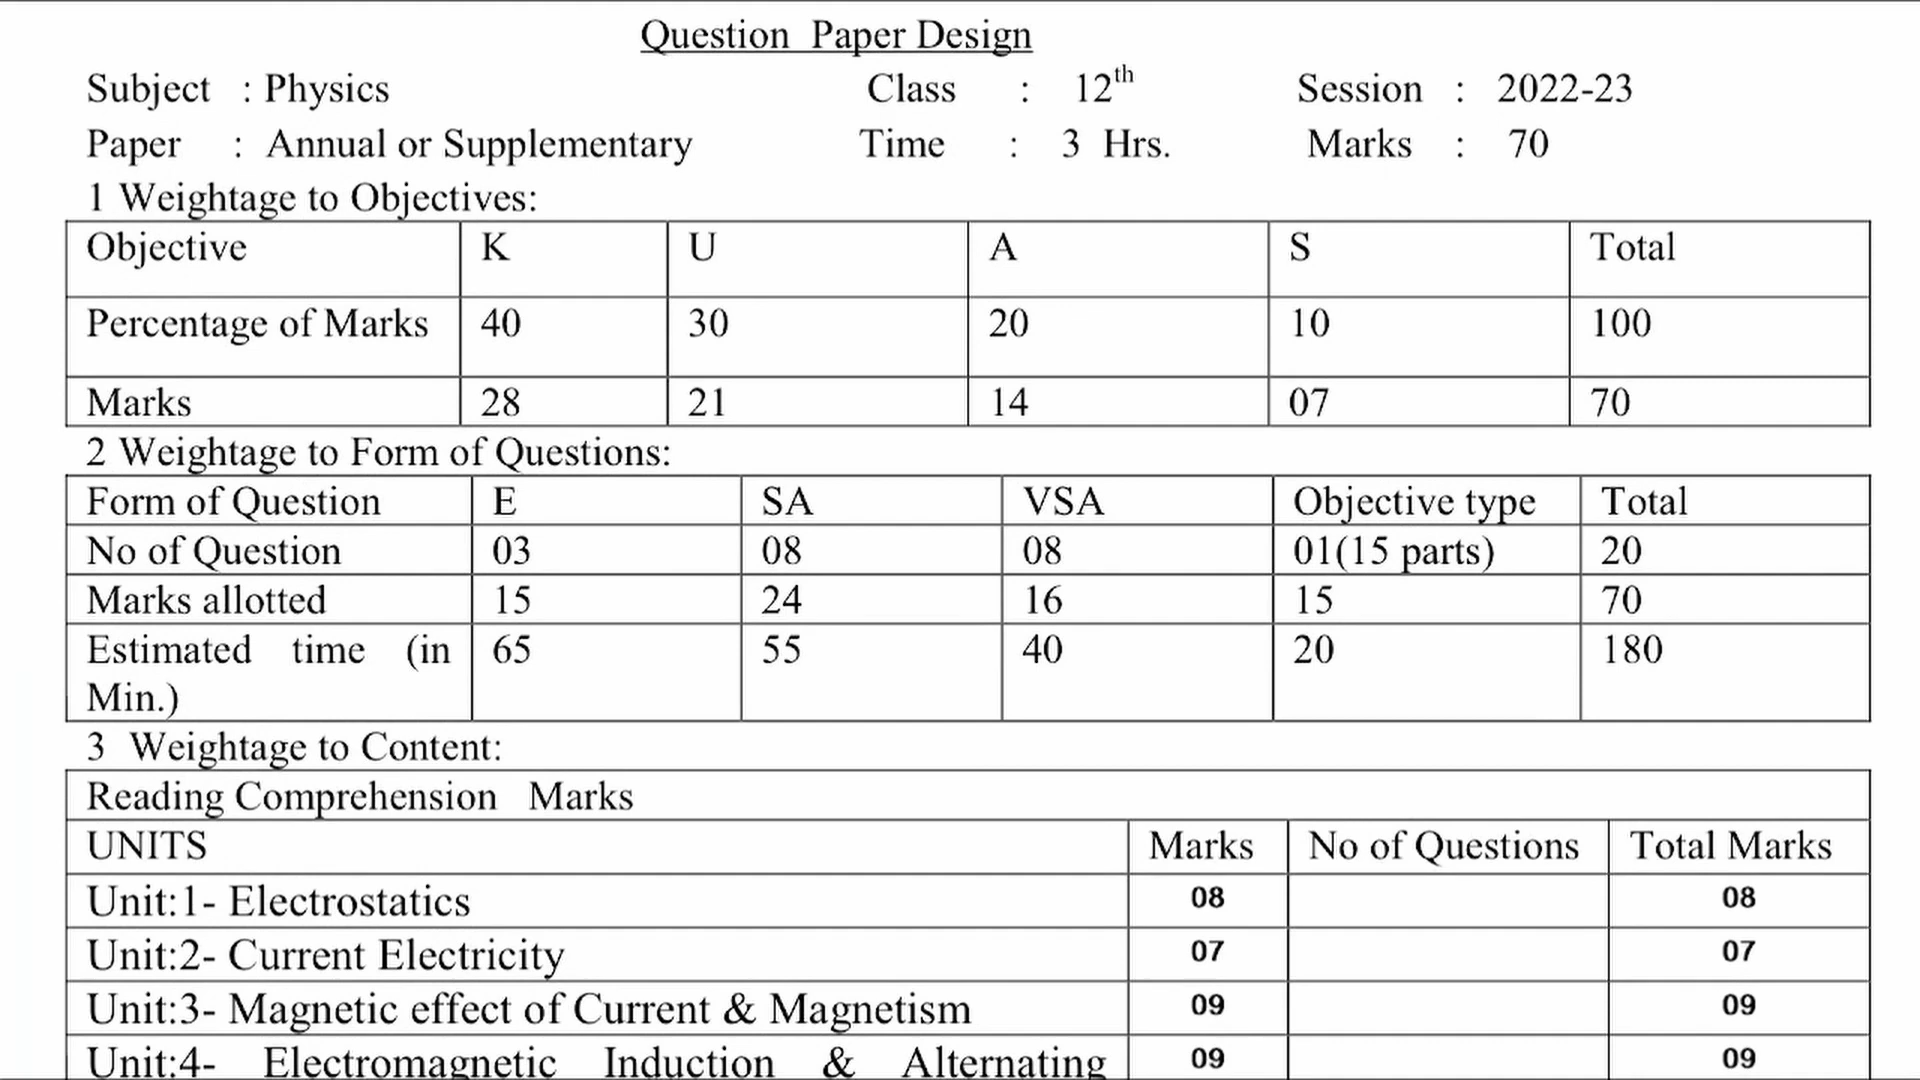 Question Paper Design
Subject : Physics Class : 12th Session : 2022-23
Paper : Annual or Supplementary Time : 3 Hrs. Marks : 70
1 Weightage to Objectives:
Objective K U A S Total
Percentage of Marks 40 30 20 10 100
Marks 28 21 14 07 70
2 Weightage to Form of Questions:
Form of Question E SA VSA Objective type Total
No of Question 03 08 08 01(15 parts) 20
Marks allotted 15 24 16 15 70
Estimated time (in 65 55 40 20 180
Min.)
3 Weightage to Content:
Reading Comprehension Marks
UNITS Marks No of Questions Total Marks
Unit:1- Electrostatics 08 08
Unit:2- Current Electricity 07 07
Unit:3- Magnetic effect of Current & Magnetism 09 09
Unit:4- Electromagnetic Induction & Alternating 09 09